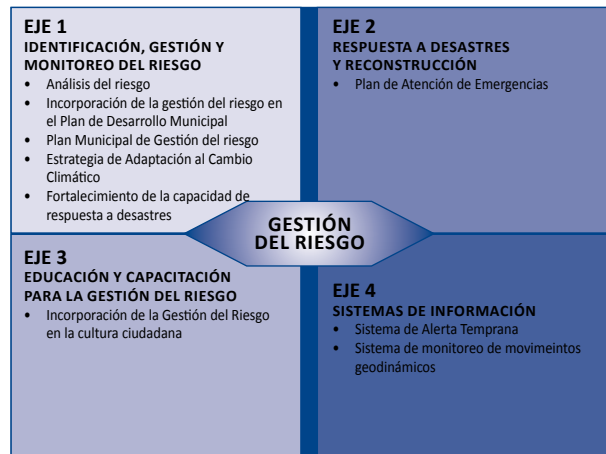 EJE 1
IDENTIFICACIÓN, GESTIÓN Y
MONITOREO DEL RIESGO
• Análisis del riesgo
• Incorporación de la gestión del riesgo en
el Plan de Desarrollo Municipal
• Plan Municipal de Gestión del riesgo
• Estrategia de Adaptación al Cambio
Climático
• Fortalecimiento de la capacidad de
respuesta a desastres
EJE 2
RESPUESTA A DESASTRES
Y RECONSTRUCCIÓN
• Plan de Atención de Emergencias
GESTIÓN
DEL RIESGO
EJE 3
EDUCACIÓN Y CAPACITACIÓN
PARA LA GESTIÓN DEL RIESGO
• Incorporación de la Gestión del Riesgo
en la cultura ciudadana
EJE 4
SISTEMAS DE INFORMACIÓN
• Sistema de Alerta Temprana
• Sistema de monitoreo de movimeintos
geodinámicos